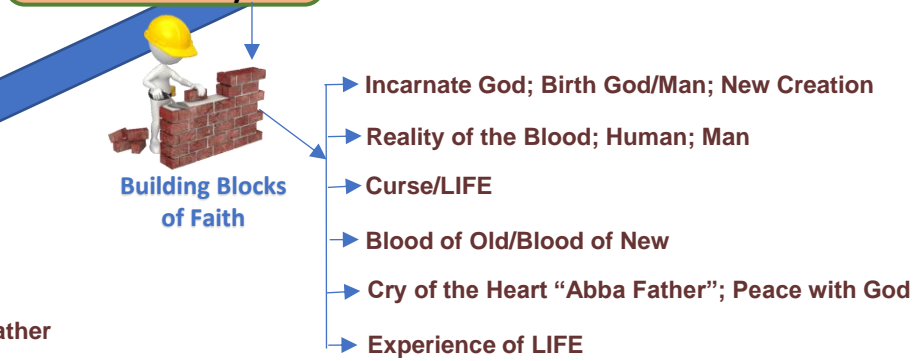 Incarnate God; Birth God/Man; New Creation
Reality of the Blood; Human; Man
Building Blocks
of Faith
Curse/LIFE
Blood of Old/Blood of New
Cry of the Heart “Abba Father”; Peace with God
Experience of LIFE